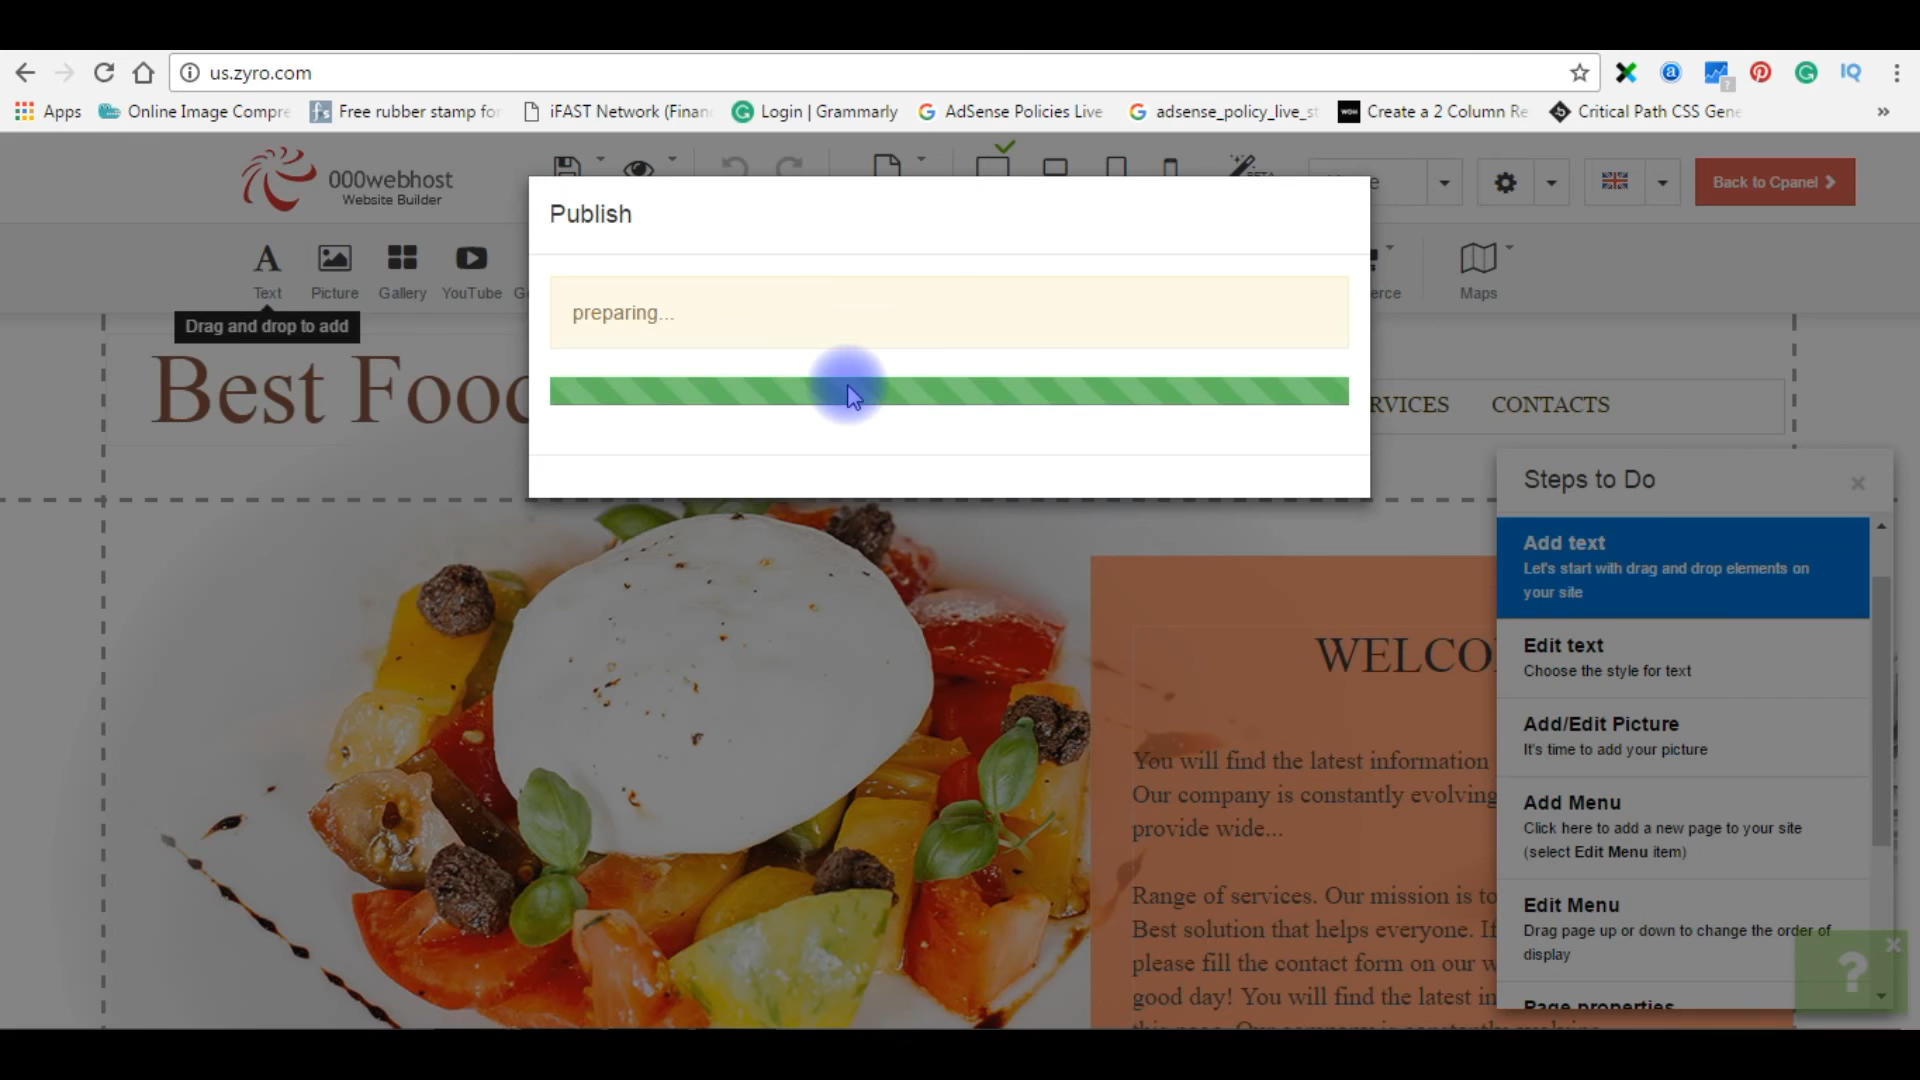 us.zyro.com
Apps
Online Image Compre
Free rubber stamp for
iFAST Network (Finan
Login | Grammarly
AdSense Policies Live
adsense_policy_live_st
Create a 2 Column Re
Critical Path CSS Gene
IQ
000webhost
Website Builder
BETA
Back to Cpanel
Publish
preparing...
Text
Picture
Gallery
YouTube
Maps
Drag and drop to add
Best Food
RVICES
CONTACTS
Steps to Do
Add text
Let's start with drag and drop elements on
your site
Edit text
Choose the style for text
Add/Edit Picture
It's time to add your picture
Add Menu
Click here to add a new page to your site
(select Edit Menu item)
Edit Menu
Drag page up or down to change the order of
display
Page properties
WELCO
You will find the latest information
Our company is constantly evolving
provide wide...
Range of services. Our mission is to
Best solution that helps everyone. If
please fill the contact form on our w
good day! You will find the latest in